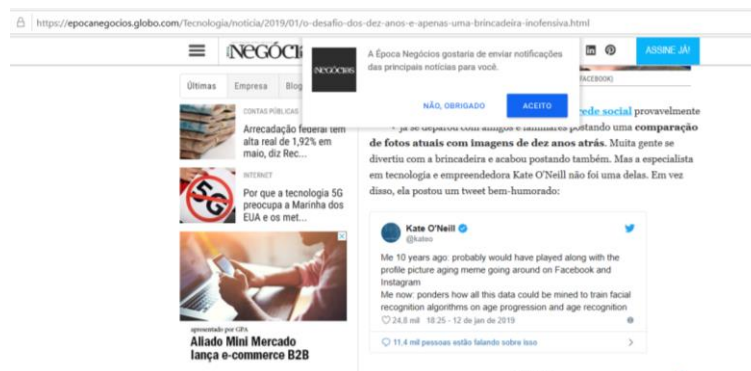 https://epocanegocios.globo.com/Tecnologia/noticia/2019/01/o-desafio-dos-dez-anos-e-apenas-uma-brincadeira-inofensiva.html
NEGÓCI
ASSINE JÁ!
NEGÓCIOS
A Época Negócios gostaria de enviar notificações
das principais notícias para você.
NÃO, OBRIGADO
ACEITO
Últimas
Empresa
Blog
FACEBOOK)
CONTAS PÚBLICAS
Arrecadação federal tem
alta real de 1,92% em
maio, diz Rec...
INTERNET
Por que a tecnologia 5G
preocupa a Marinha dos
EUA e os met...
5G
apresentado por GPA
Aliado Mini Mercado
lança e-commerce B2B
rede social provavelmente
já se deparou com amigos e familiares postando uma comparação
de fotos atuais com imagens de dez anos atrás. Muita gente se
divertiu com a brincadeira e acabou postando também. Mas a especialista
em tecnologia e empreendedora Kate O'Neill não foi uma delas. Em vez
disso, ela postou um tweet bem-humorado:
Kate O'Neill
@kateo
Me 10 years ago: probably would have played along with the
profile picture aging meme going around on Facebook and
Instagram
Me now: ponders how all this data could be mined to train facial
recognition algorithms on age progression and age recognition
24,8 mil 18:25 - 12 de jan de 2019
11,4 mil pessoas estão falando sobre isso